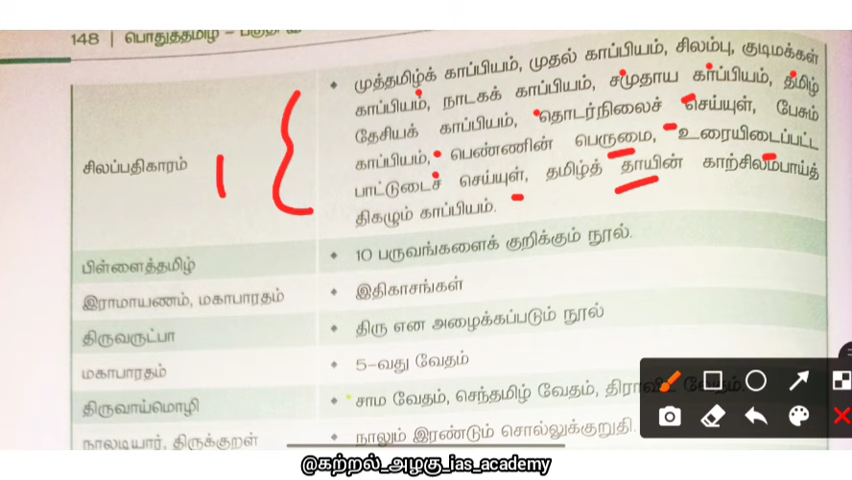 148 | பொதுத்தமிழ் –
சிலப்பதிகாரம்
• முத்தமிழ்க் காப்பியம், முதல் காப்பியம், சிலம்பு, குடிமக்கள்
காப்பியம், நாடகக் காப்பியம், சமுதாய காப்பியம், தமிழ்
தேசியக் காப்பியம், தொடர்நிலைச் செய்யுள், பேசும்
காப்பியம், பெண்ணின் பெருமை, உரையிடைப்பட்ட
பாட்டுடைச் செய்யுள், தமிழ்த் தாயின் காற்சிலம்பாய்த்
திகழும் காப்பியம்.
பிள்ளைத்தமிழ் • 10 பருவங்களைக் குறிக்கும் நூல்.
இராமாயணம், மகாபாரதம் • இதிகாசங்கள்
திருவருட்பா • திரு என அழைக்கப்படும் நூல்
மகாபாரதம் • 5-வது வேதம்
திருவாய்மொழி • சாம வேதம், செந்தமிழ் வேதம், திராவிட வேதம்
நாலடியார், திருக்குறள் • நாலும் இரண்டும் சொல்லுக்குறுதி.
@கற்றல்_அழகு_ias_academy